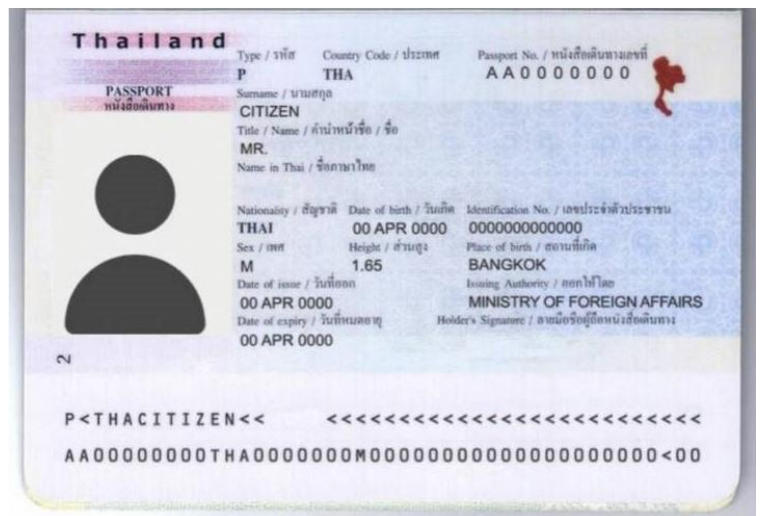 Thailand
Type / รหัส Country Code / ประเทศ Passport No. / หนังสือเดินทางเลขที่
P THA AA0000000
PASSPORT
หนังสือเดินทาง
Surname / นามสกุล
CITIZEN
Title / Name / คำนำหน้าชื่อ / ชื่อ
MR.
Name in Thai / ชื่อภาษาไทย
Nationality / สัญชาติ Date of birth / วันเกิด Identification No. / เลขประจำตัวประชาชน
THAI 00 APR 0000 0000000000000
Sex / เพศ Height / ส่วนสูง Place of birth / สถานที่เกิด
M 1.65 BANGKOK
Date of issue / วันที่ออก Issuing Authority / ออกให้โดย
00 APR 0000 MINISTRY OF FOREIGN AFFAIRS
Date of expiry / วันที่หมดอายุ Holder's Signature / ลายมือชื่อผู้ถือหนังสือเดินทาง
00 APR 0000
2
P<THACITIZEN<< <<<<<<<<<<<<<<<<<<<<<<<<<<
AA00000000THA0000000M0000000000000000000000<00